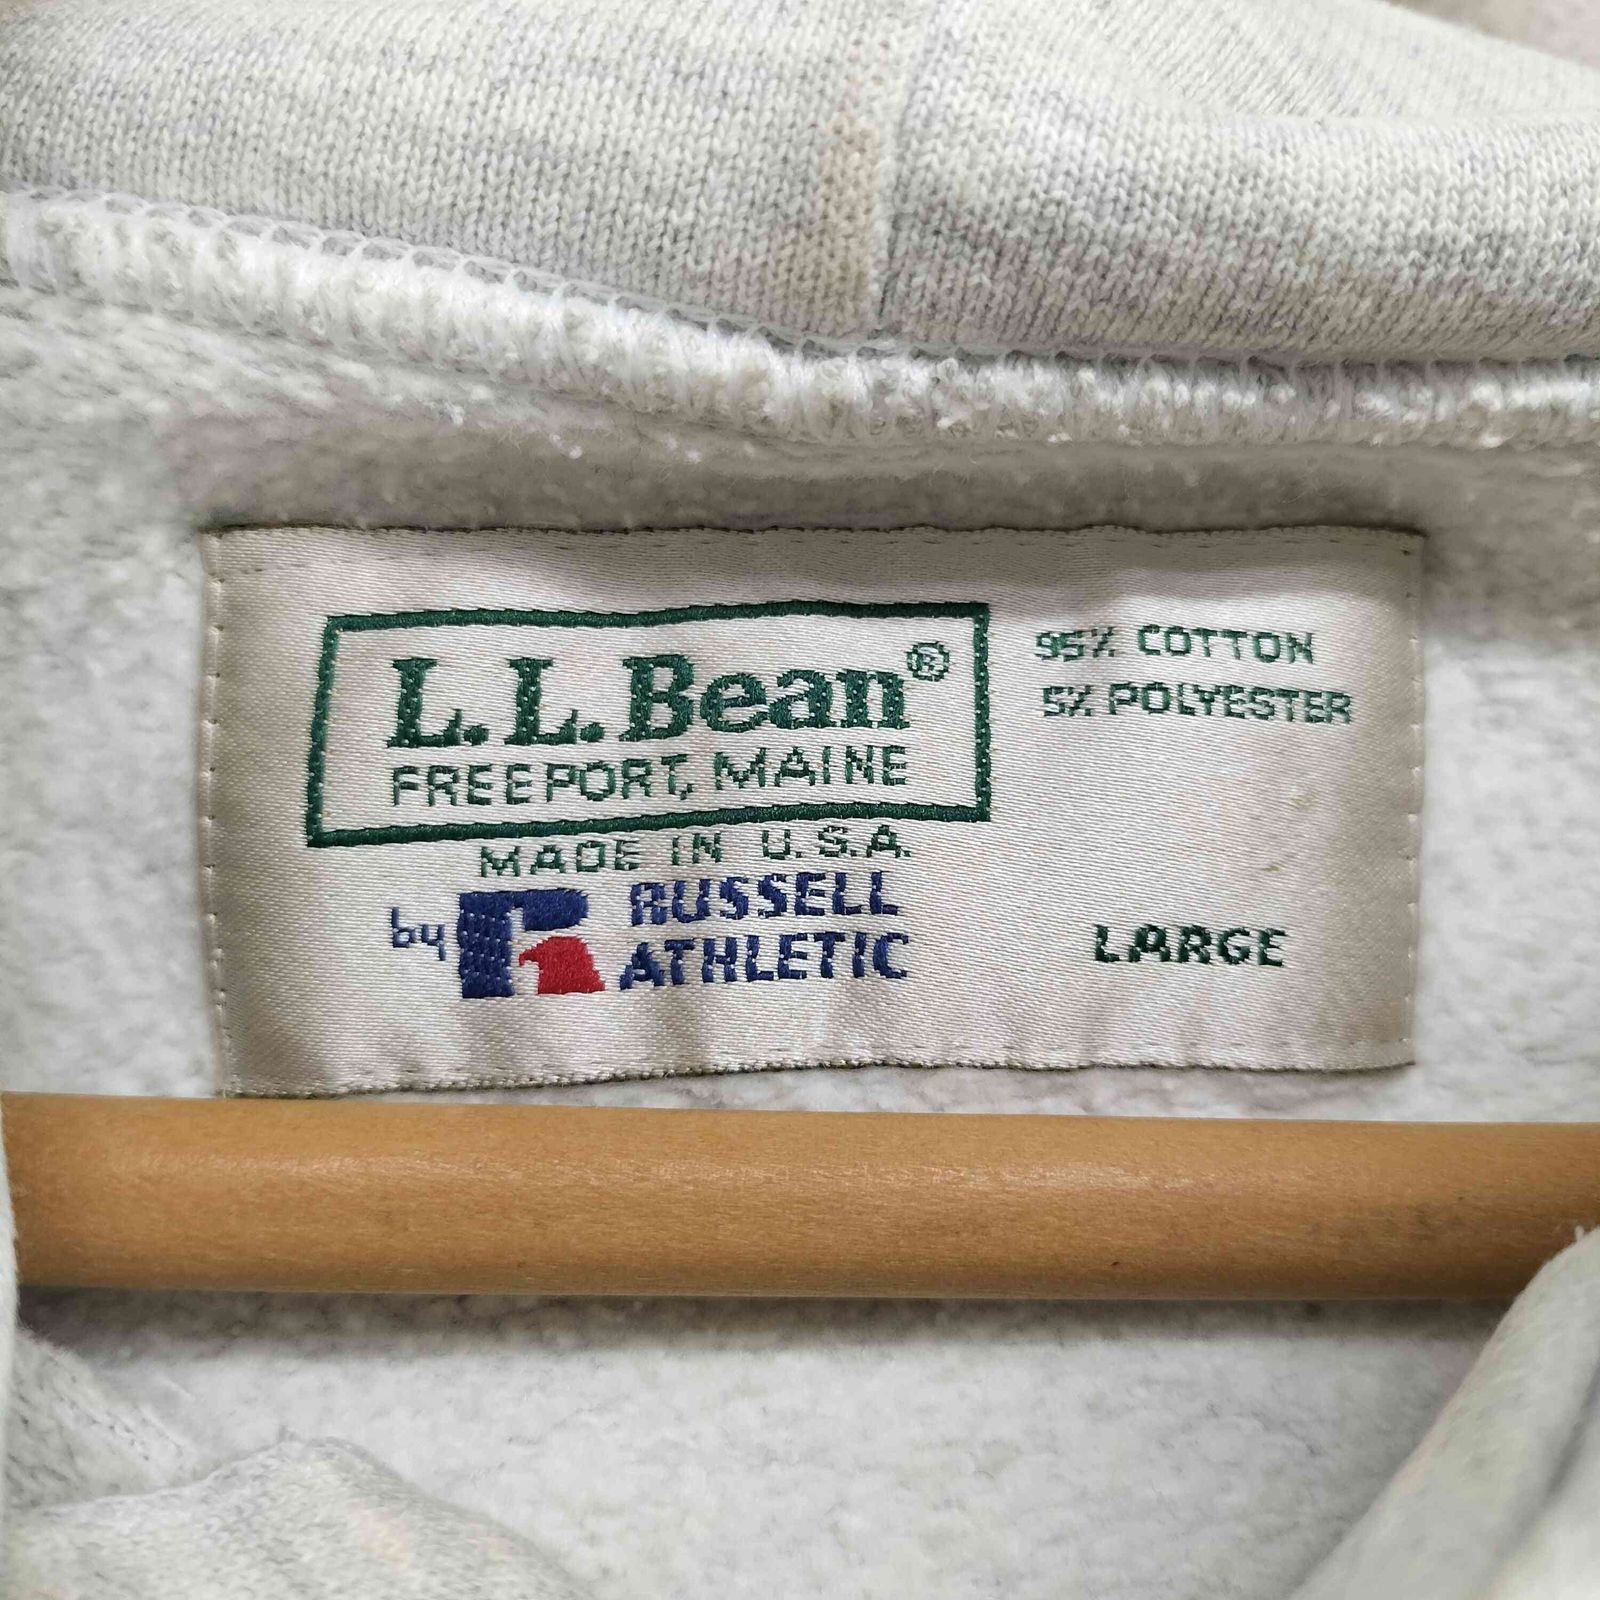 L.L.Bean®
FREEPORT, MAINE
MADE IN U.S.A.
by RUSSELL
ATHLETIC
95% COTTON
5% POLYESTER
LARGE